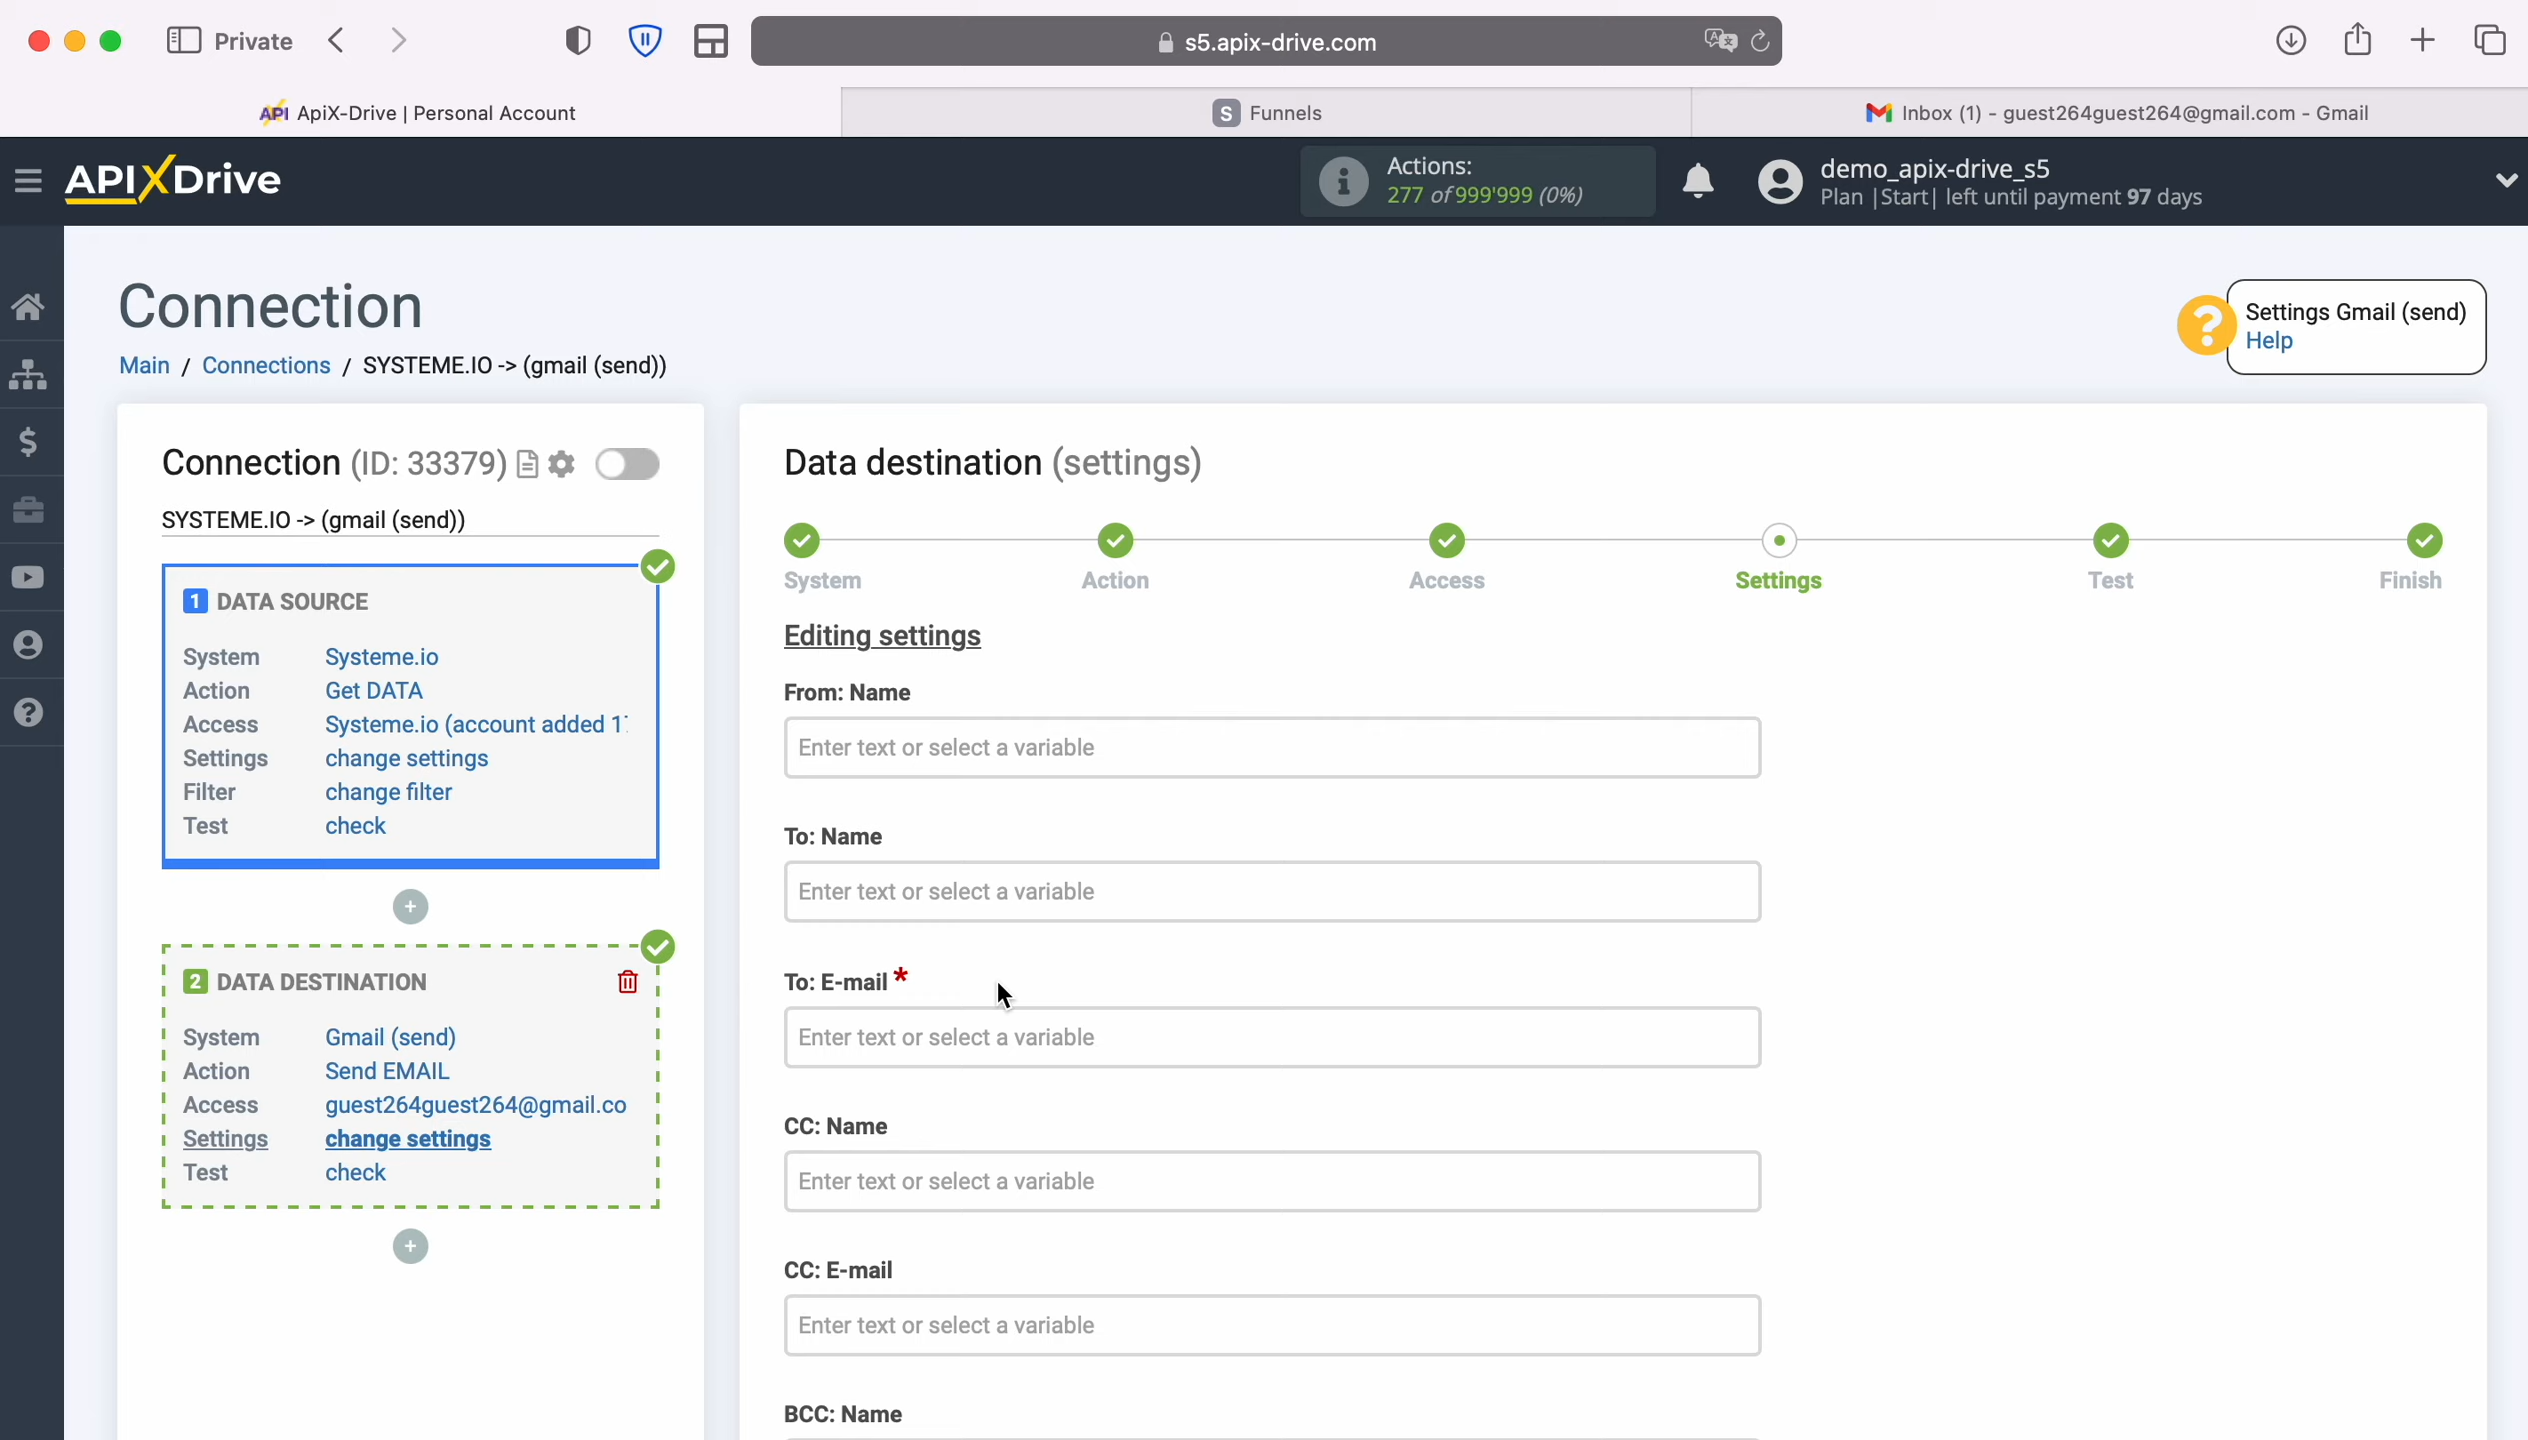 Private
s5.apix-drive.com
API ApiX-Drive | Personal Account
S Funnels
Inbox (1) - guest264guest264@gmail.com - Gmail
APIXDrive
Actions:
277 of 999'999 (0%)
demo_apix-drive_s5
Plan |Start| left until payment 97 days
Connection
Main / Connections / SYSTEME.IO -> (gmail (send))
Settings Gmail (send)
Help
Connection (ID: 33379)
SYSTEME.IO -> (gmail (send))
1 DATA SOURCE
System Systeme.io
Action Get DATA
Access Systeme.io (account added 1
Settings change settings
Filter change filter
Test check
+
2 DATA DESTINATION
System Gmail (send)
Action Send EMAIL
Access guest264guest264@gmail.co
Settings change settings
Test check
+
Data destination (settings)
System Action Access Settings Test Finish
Editing settings
From: Name
Enter text or select a variable
To: Name
Enter text or select a variable
To: E-mail *
Enter text or select a variable
CC: Name
Enter text or select a variable
CC: E-mail
Enter text or select a variable
BCC: Name